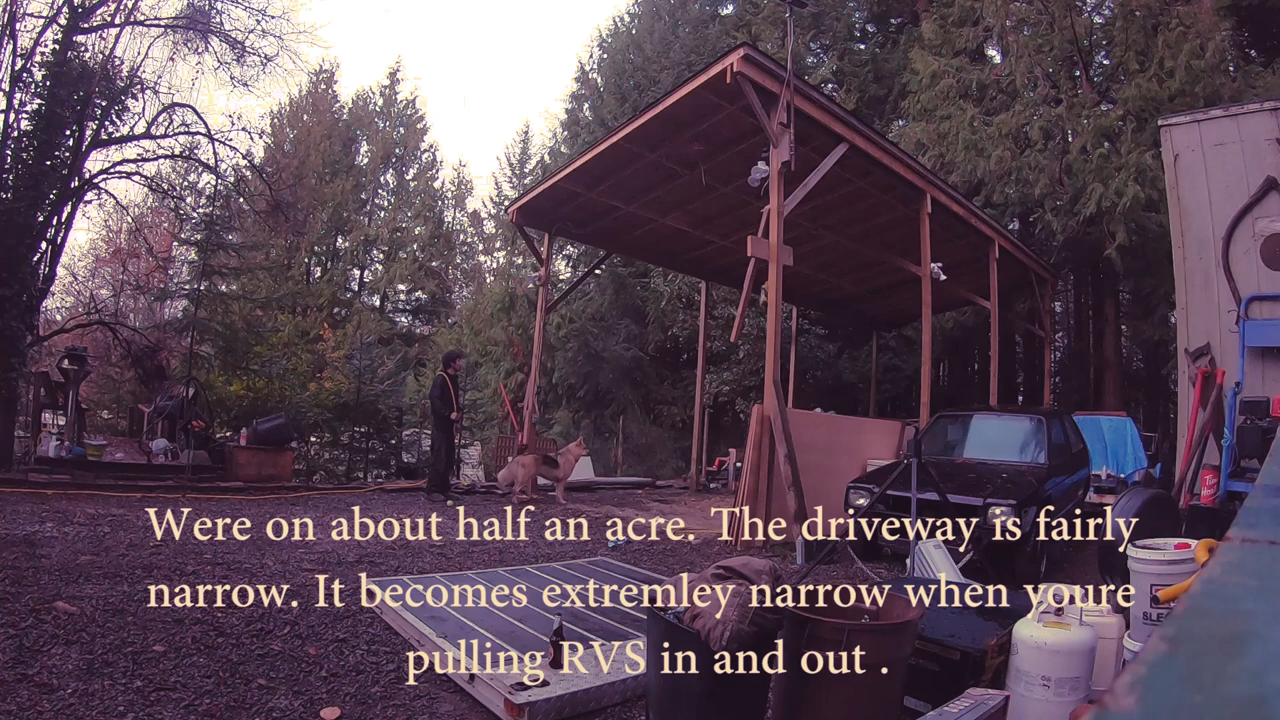 Were on about half an acre. The driveway is fairly
narrow. It becomes extremley narrow when youre
pulling RVS in and out .